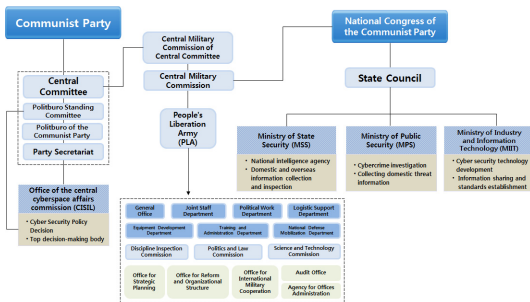 Communist Party
Central
Committee
Politburo Standing
Committee
Politburo of the
Communist Party
Party Secretariat
Office of the central
cyberspace affairs
commission (CISIL)
• Cyber Security Policy
Decision
• Top decision-making body
Central Military
Commission of
Central Committee
Central Military
Commission
People's
Liberation
Army
(PLA)
National Congress of
the Communist Party
State Council
Ministry of State
Security (MSS)
• National intelligence agency
• Domestic and overseas
information collection
and inspection
Ministry of Public
Security (MPS)
• Cybercrime investigation
• Collecting domestic threat
information
Ministry of Industry
and Information
Technology (MIIT)
• Cyber security technology
development
• Information sharing and
standards establishment
General
Office
Joint Staff
Department
Political Work
Department
Logistic Support
Department
Equipment Development
Department
Training and
Administration Department
National Defense
Mobilization Department
Discipline Inspection
Commission
Politics and Law
Commission
Science and Technology
Commission
Office for
Strategic
Planning
Office for Reform
and Organizational
Structure
Office for
International
Military
Cooperation
Audit Office
Agency for Offices
Administration